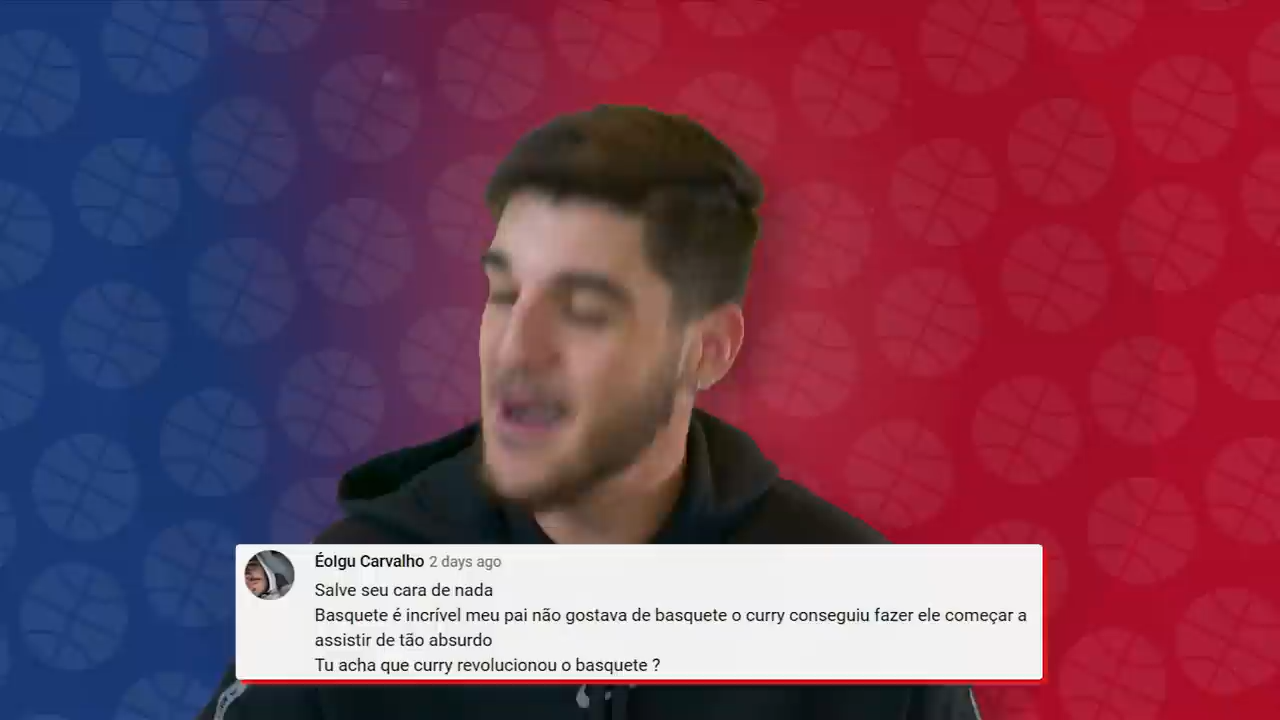 Éolgu Carvalho 2 days ago
Salve seu cara de nada
Basquete é incrível meu pai não gostava de basquete o curry conseguiu fazer ele começar a
assistir de tão absurdo
Tu acha que curry revolucionou o basquete ?